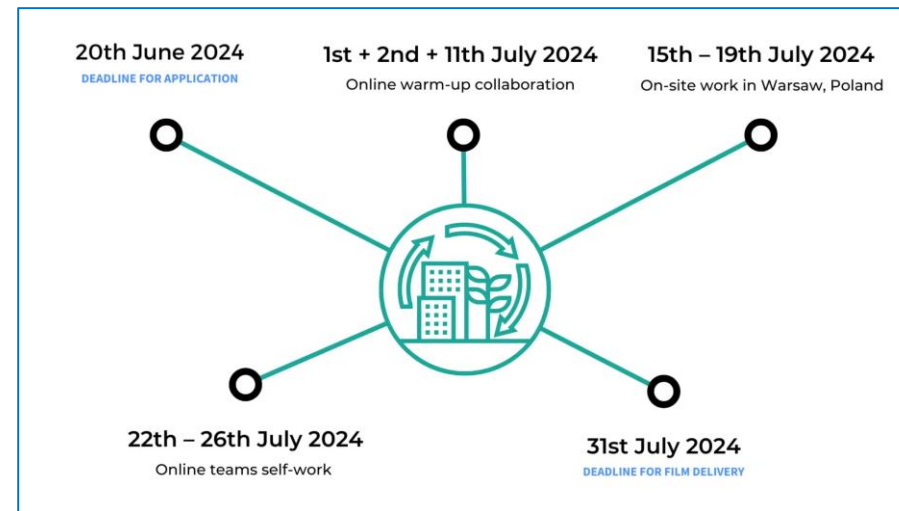 20th June 2024
DEADLINE FOR APPLICATION
1st + 2nd + 11th July 2024
Online warm-up collaboration
15th – 19th July 2024
On-site work in Warsaw, Poland
22th – 26th July 2024
Online teams self-work
31st July 2024
DEADLINE FOR FILM DELIVERY